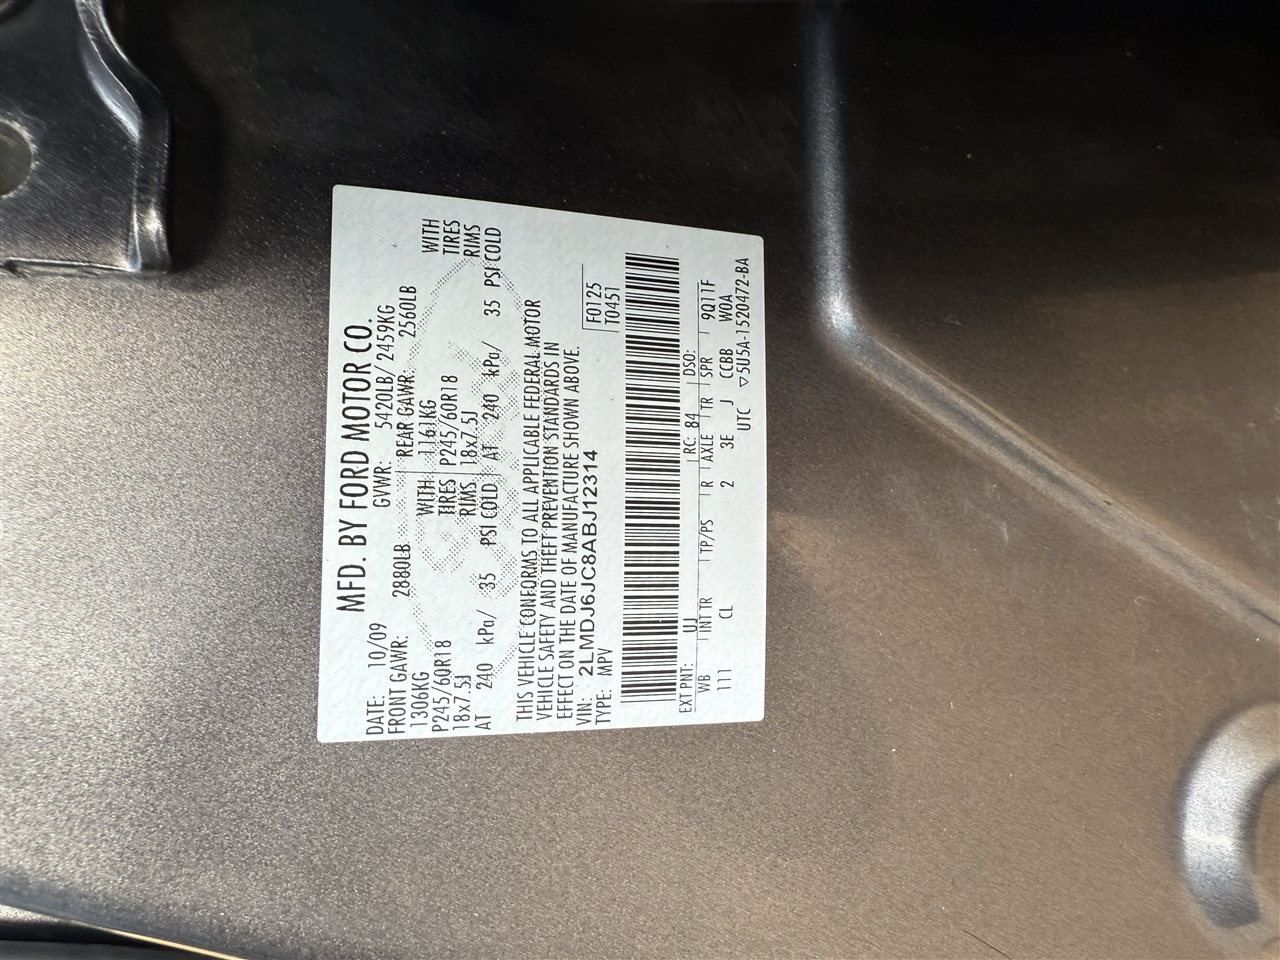 MFD. BY FORD MOTOR CO.
DATE: 10/09 GVWR: 5420LB/ 2459KG
FRONT GAWR: 2880LB REAR GAWR: 2560LB
1306KG WITH 1161KG WITH
P245/60R18 TIRES P245/60R18 TIRES
18x7.5J RIMS 18x7.5J RIMS
AT 240 kPa/ 35 PSI COLD AT 240 kPa/ 35 PSI COLD
THIS VEHICLE CONFORMS TO ALL APPLICABLE FEDERAL MOTOR
VEHICLE SAFETY AND THEFT PREVENTION STANDARDS IN
EFFECT ON THE DATE OF MANUFACTURE SHOWN ABOVE.
VIN: 2LMDJ6JC8ABJ12314 F0125
TYPE: MPV T0451
EXT PNT: UJ RC: 84 DSO:
WB INT TR TP/PS R AXLE TR SPR 9Q11F
111 CL 2 3E J CCBB W0A
UTC ▽5U5A-1520472-BA